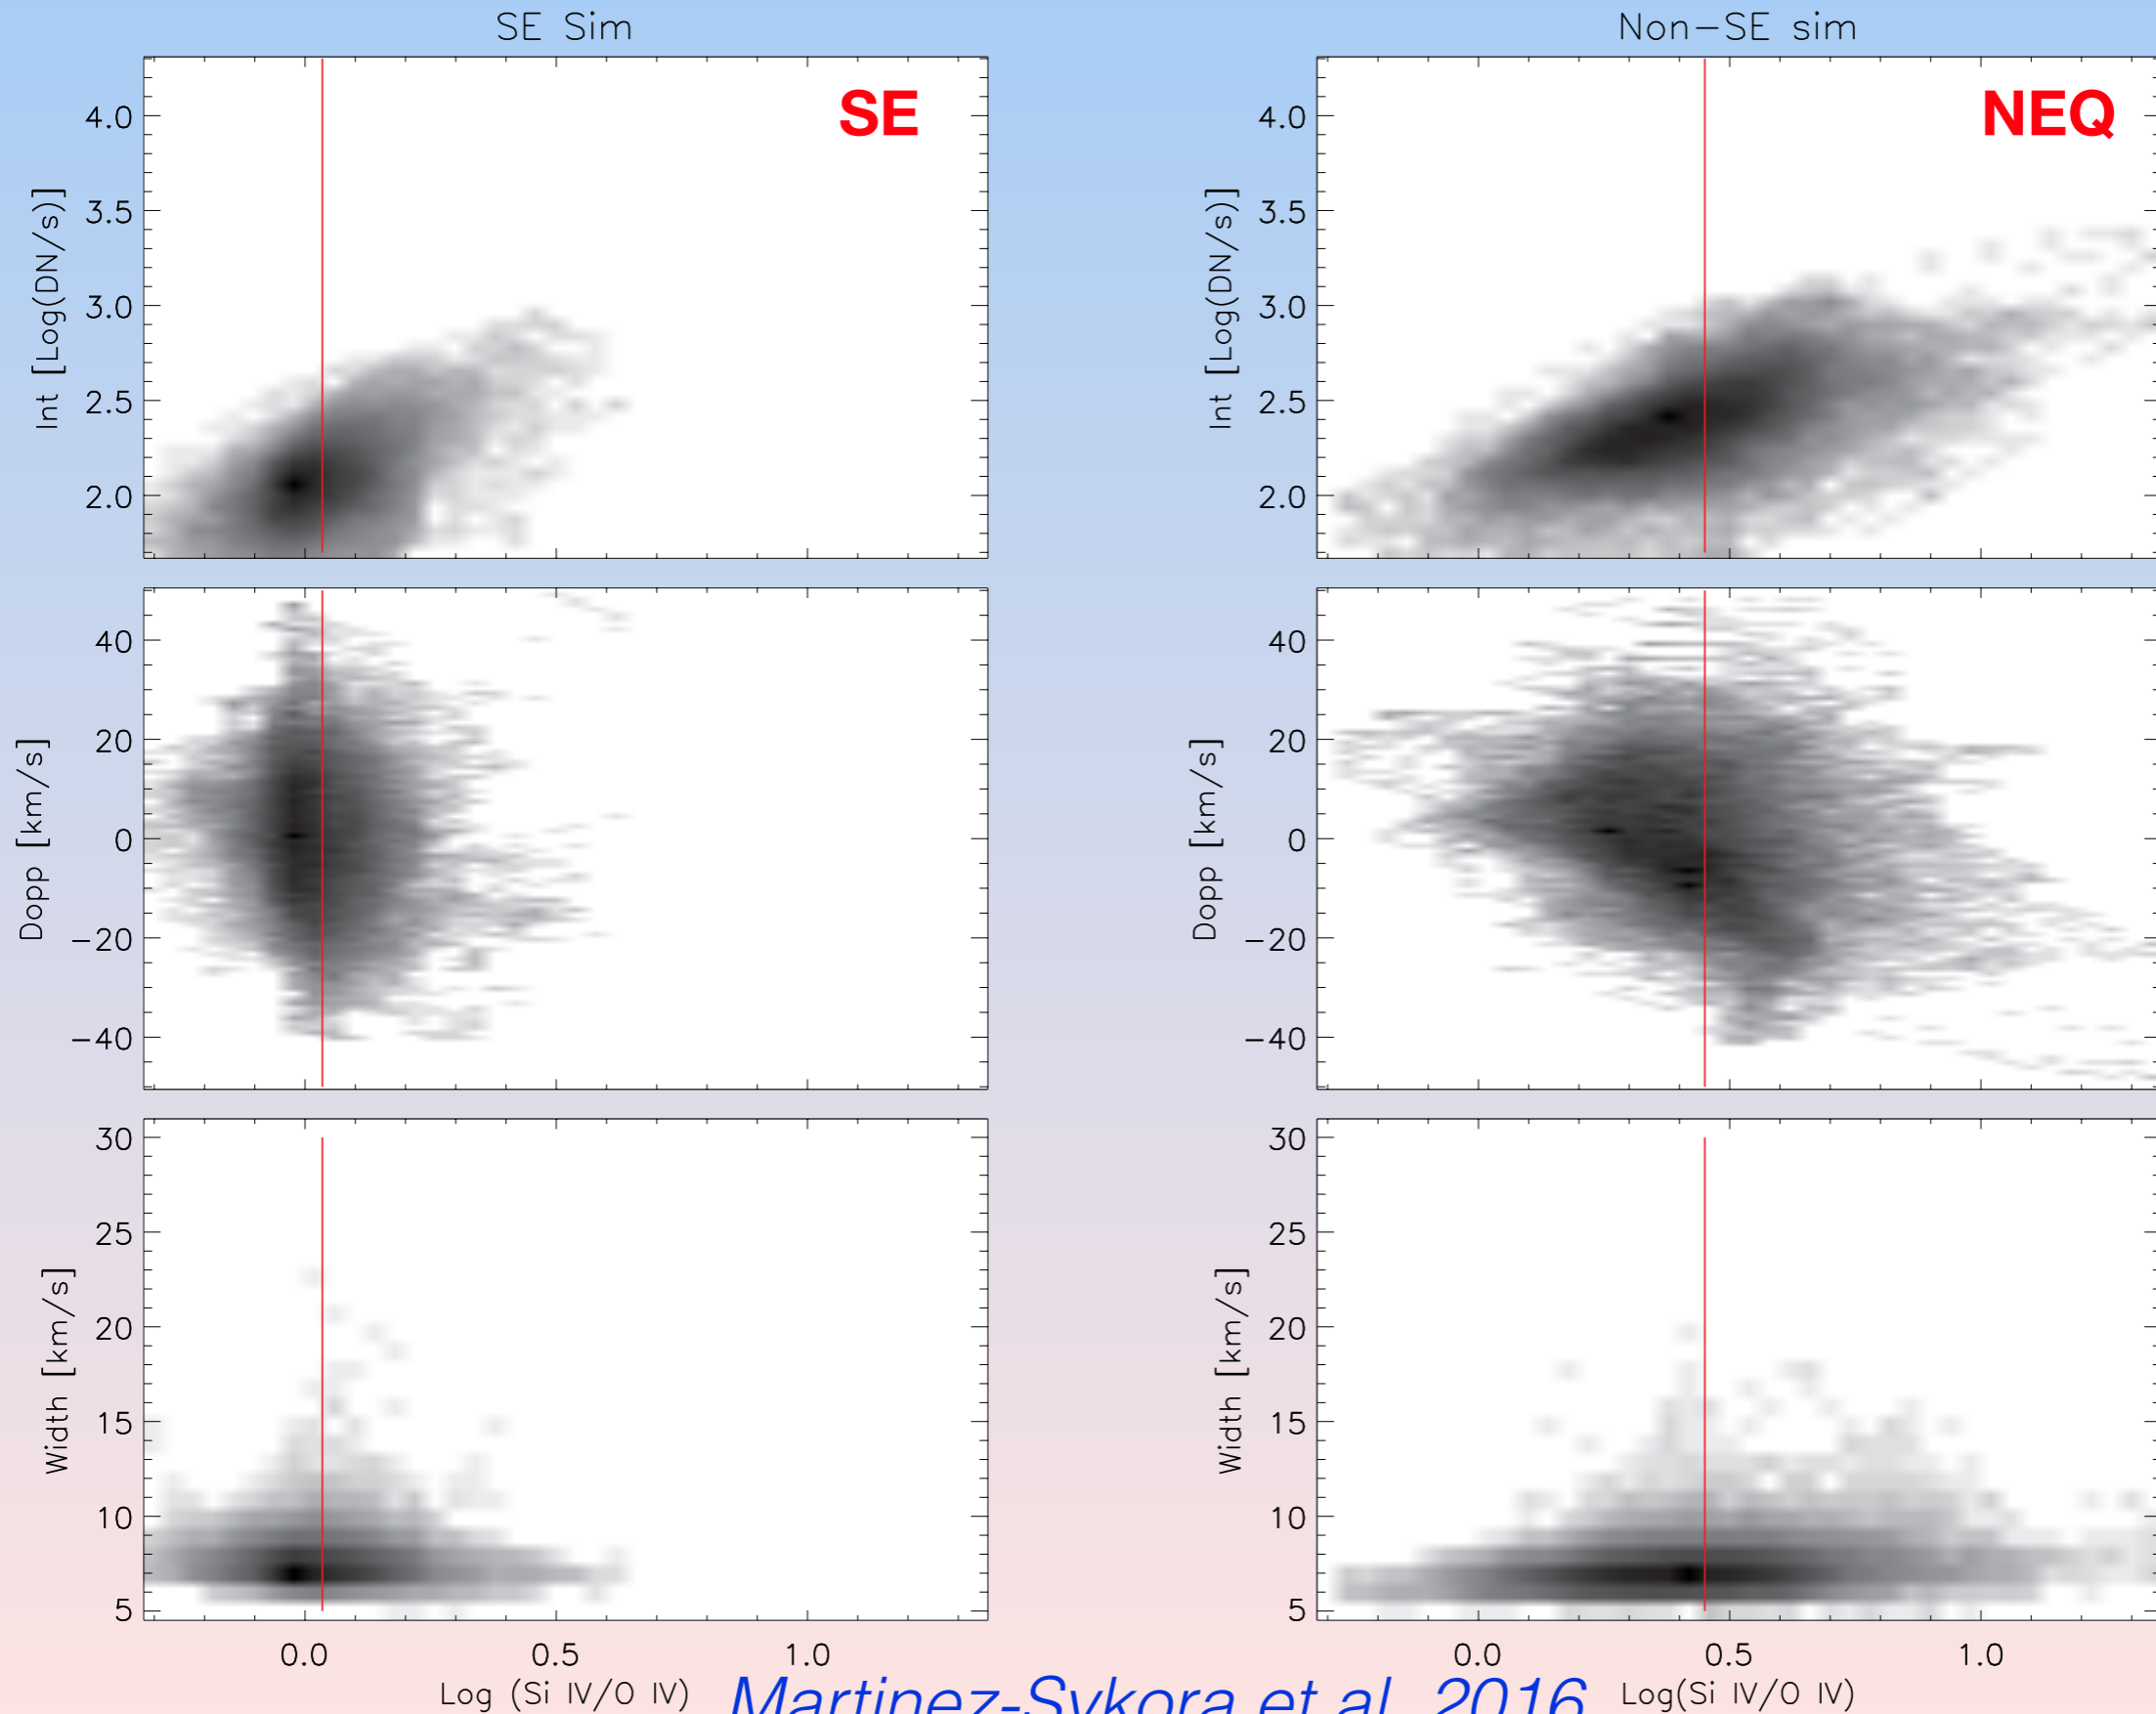 SE Sim
Non-SE sim
SE
NEQ
Int [Log(DN/s)]
4.0
3.5
3.0
2.5
2.0
Int [Log(DN/s)]
4.0
3.5
3.0
2.5
2.0
Dopp [km/s]
40
20
0
-20
-40
Dopp [km/s]
40
20
0
-20
-40
Width [km/s]
30
25
20
15
10
5
Width [km/s]
30
25
20
15
10
5
0.0 0.5 1.0
0.0 0.5 1.0
Log (Si IV/O IV)
Martinez-Sykora et al. 2016
Log(Si IV/O IV)